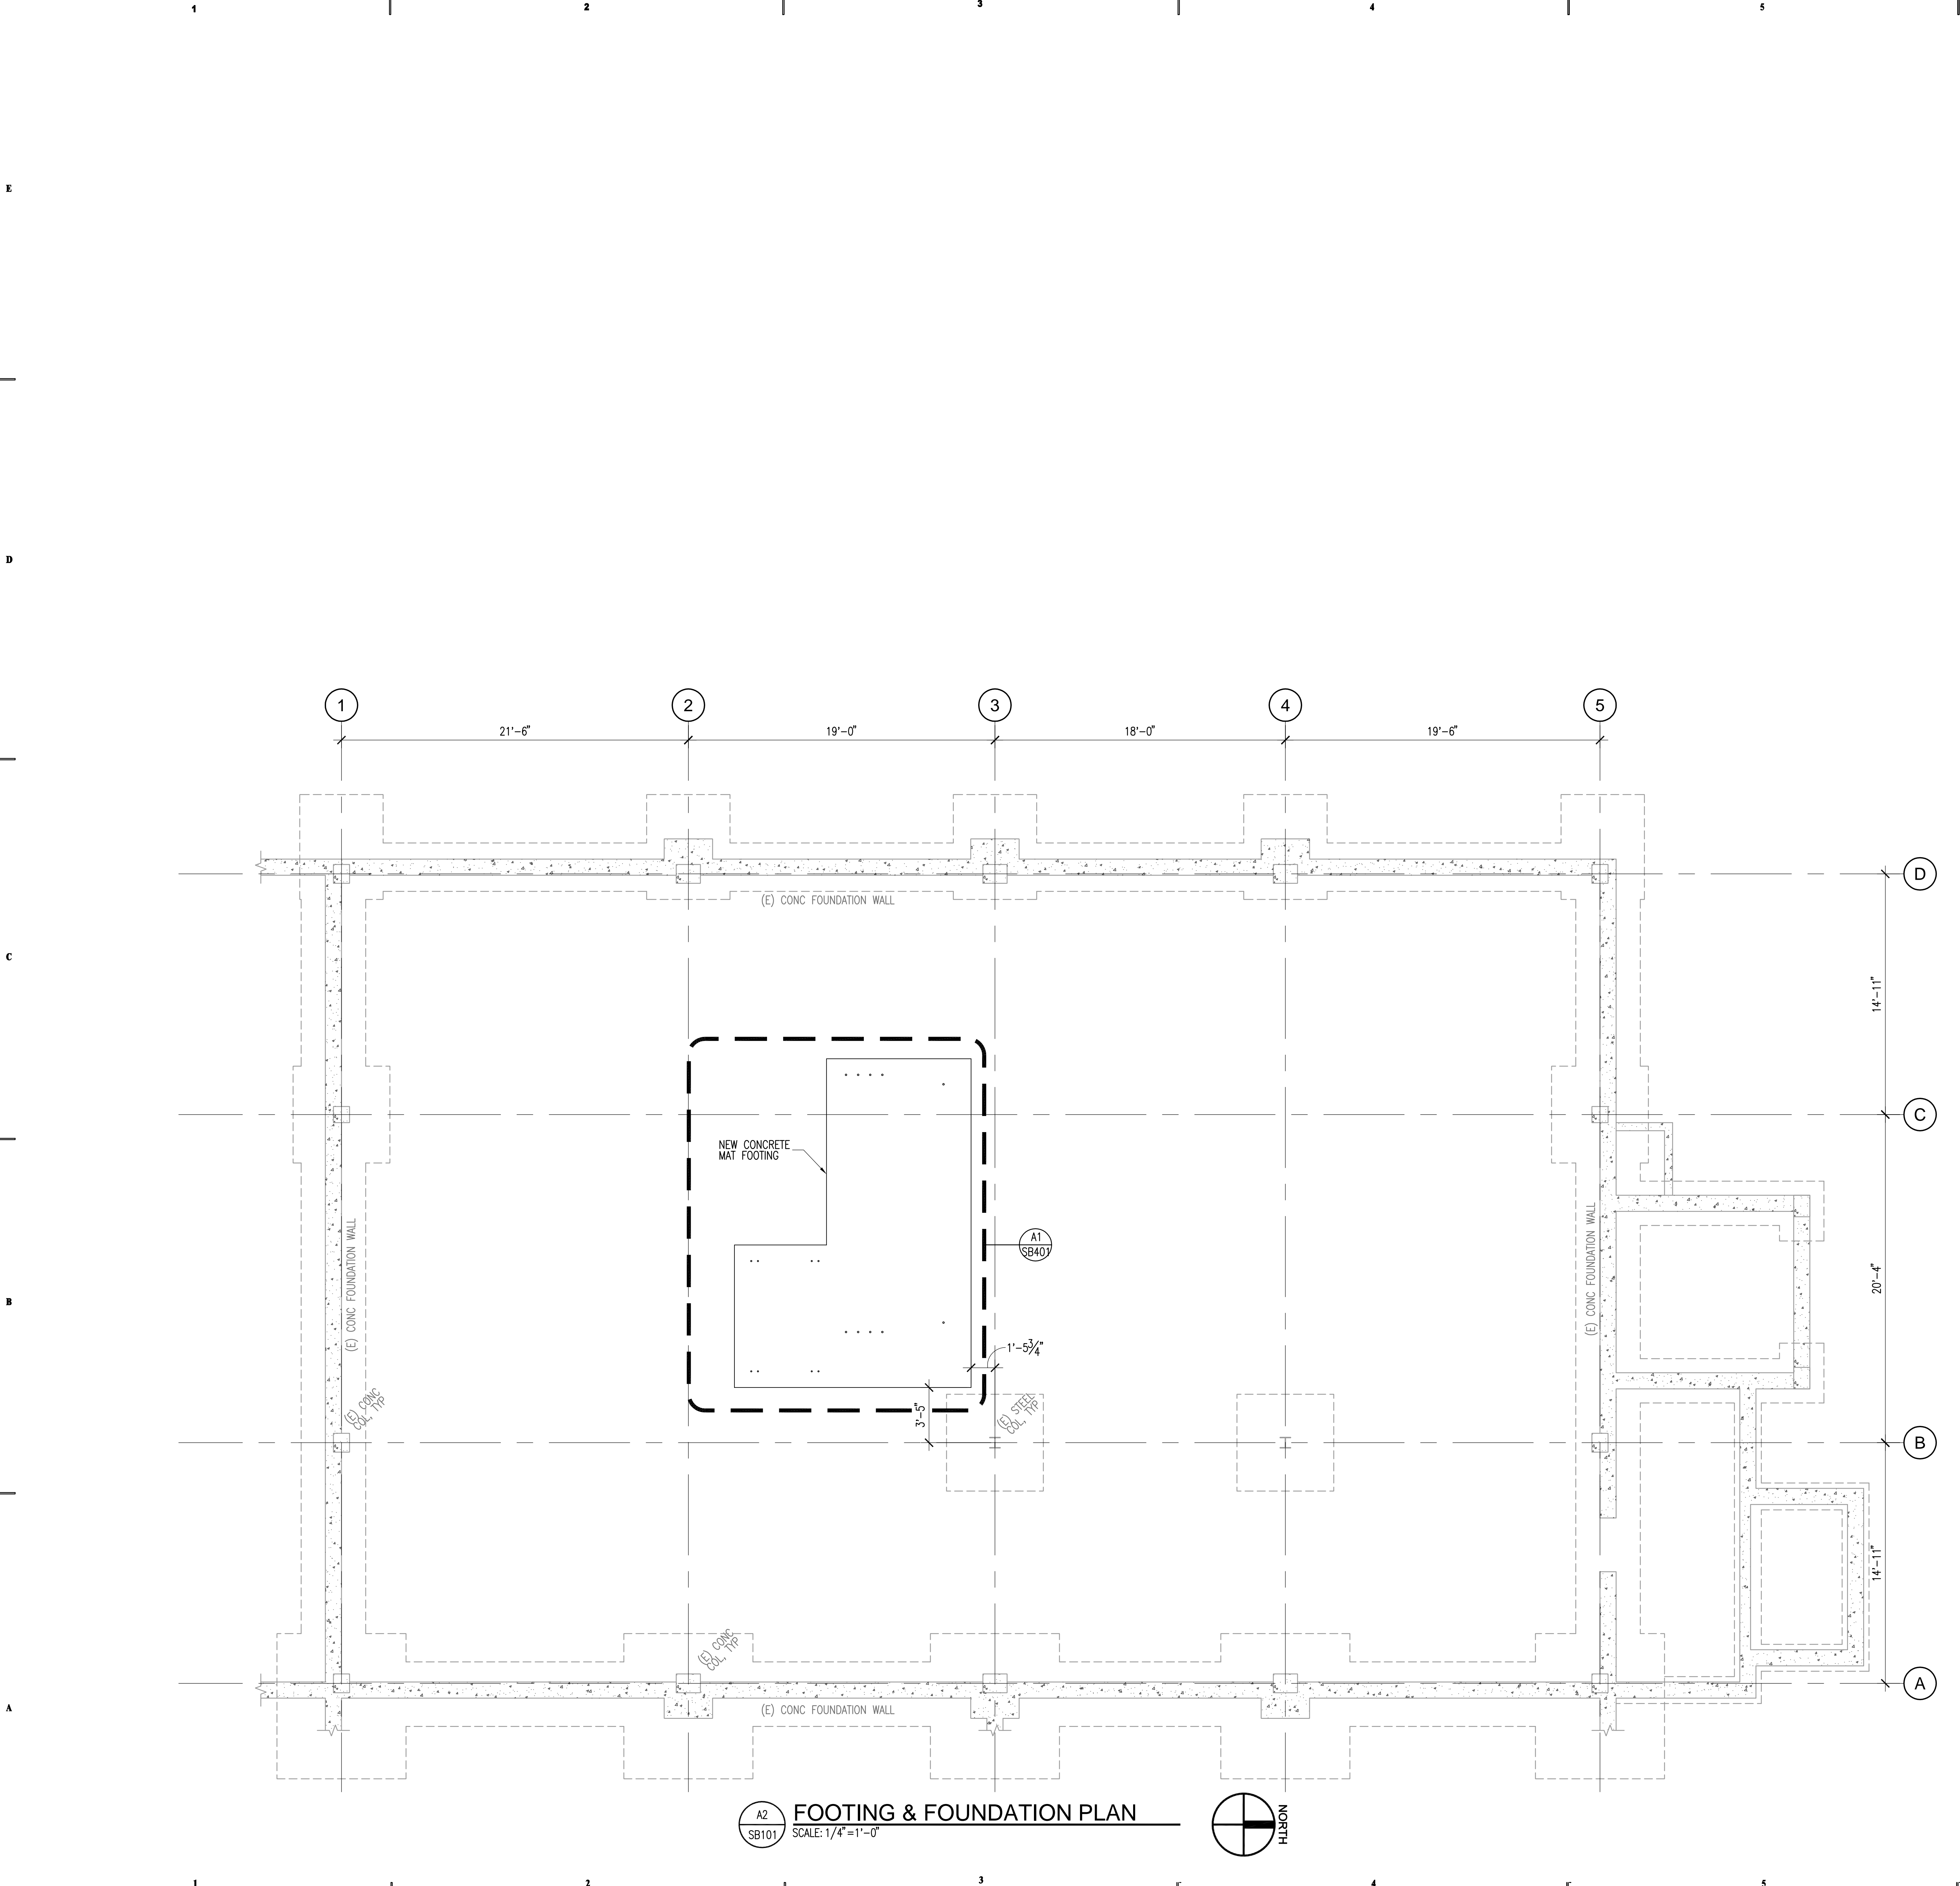 1 2 3 4 5
E
D
1 2 3 4 5
21'-6" 19'-0" 18'-0" 19'-6"
D
(E) CONC FOUNDATION WALL
C
14'-11"
C
NEW CONCRETE
MAT FOOTING
A1
SB401
(E) CONC FOUNDATION WALL
(E) CONC FOUNDATION WALL
20'-4"
B
1'-5¾"
3'-5"
(E) CONC
COL, TYP
(E) STEEL
COL, TYP
B
14'-11"
(E) CONC
COL, TYP
A
A
(E) CONC FOUNDATION WALL
A2
SB101
FOOTING & FOUNDATION PLAN
SCALE: 1/4"=1'-0"
NORTH
1 2 3 4 5